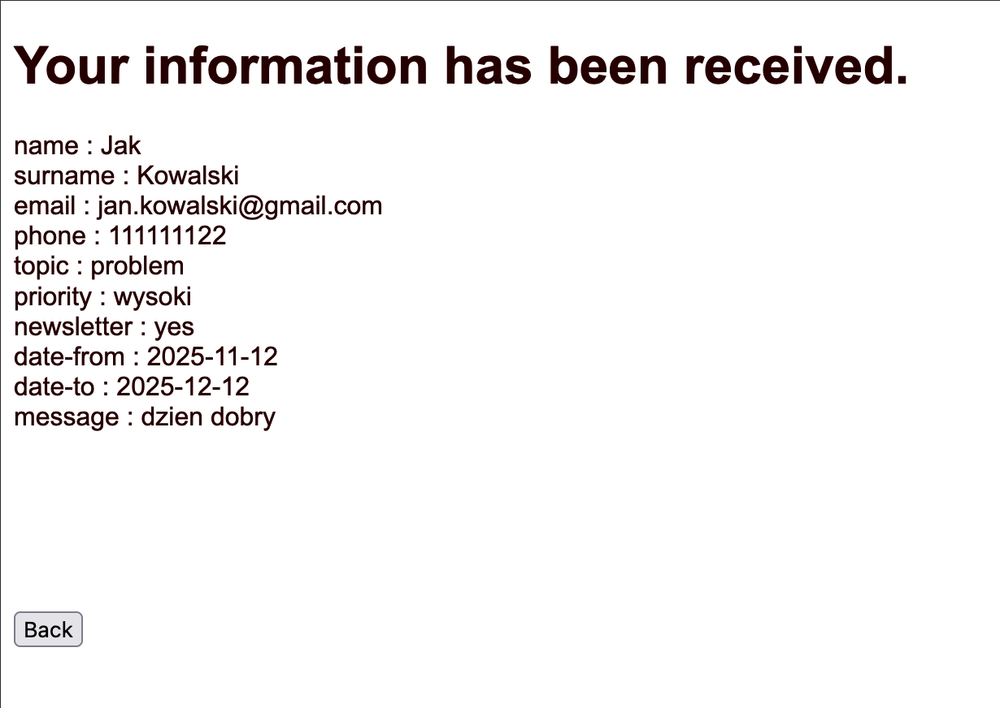 Your information has been received.
name : Jak
surname : Kowalski
email : jan.kowalski@gmail.com
phone : 111111122
topic : problem
priority : wysoki
newsletter : yes
date-from : 2025-11-12
date-to : 2025-12-12
message : dzien dobry
Back